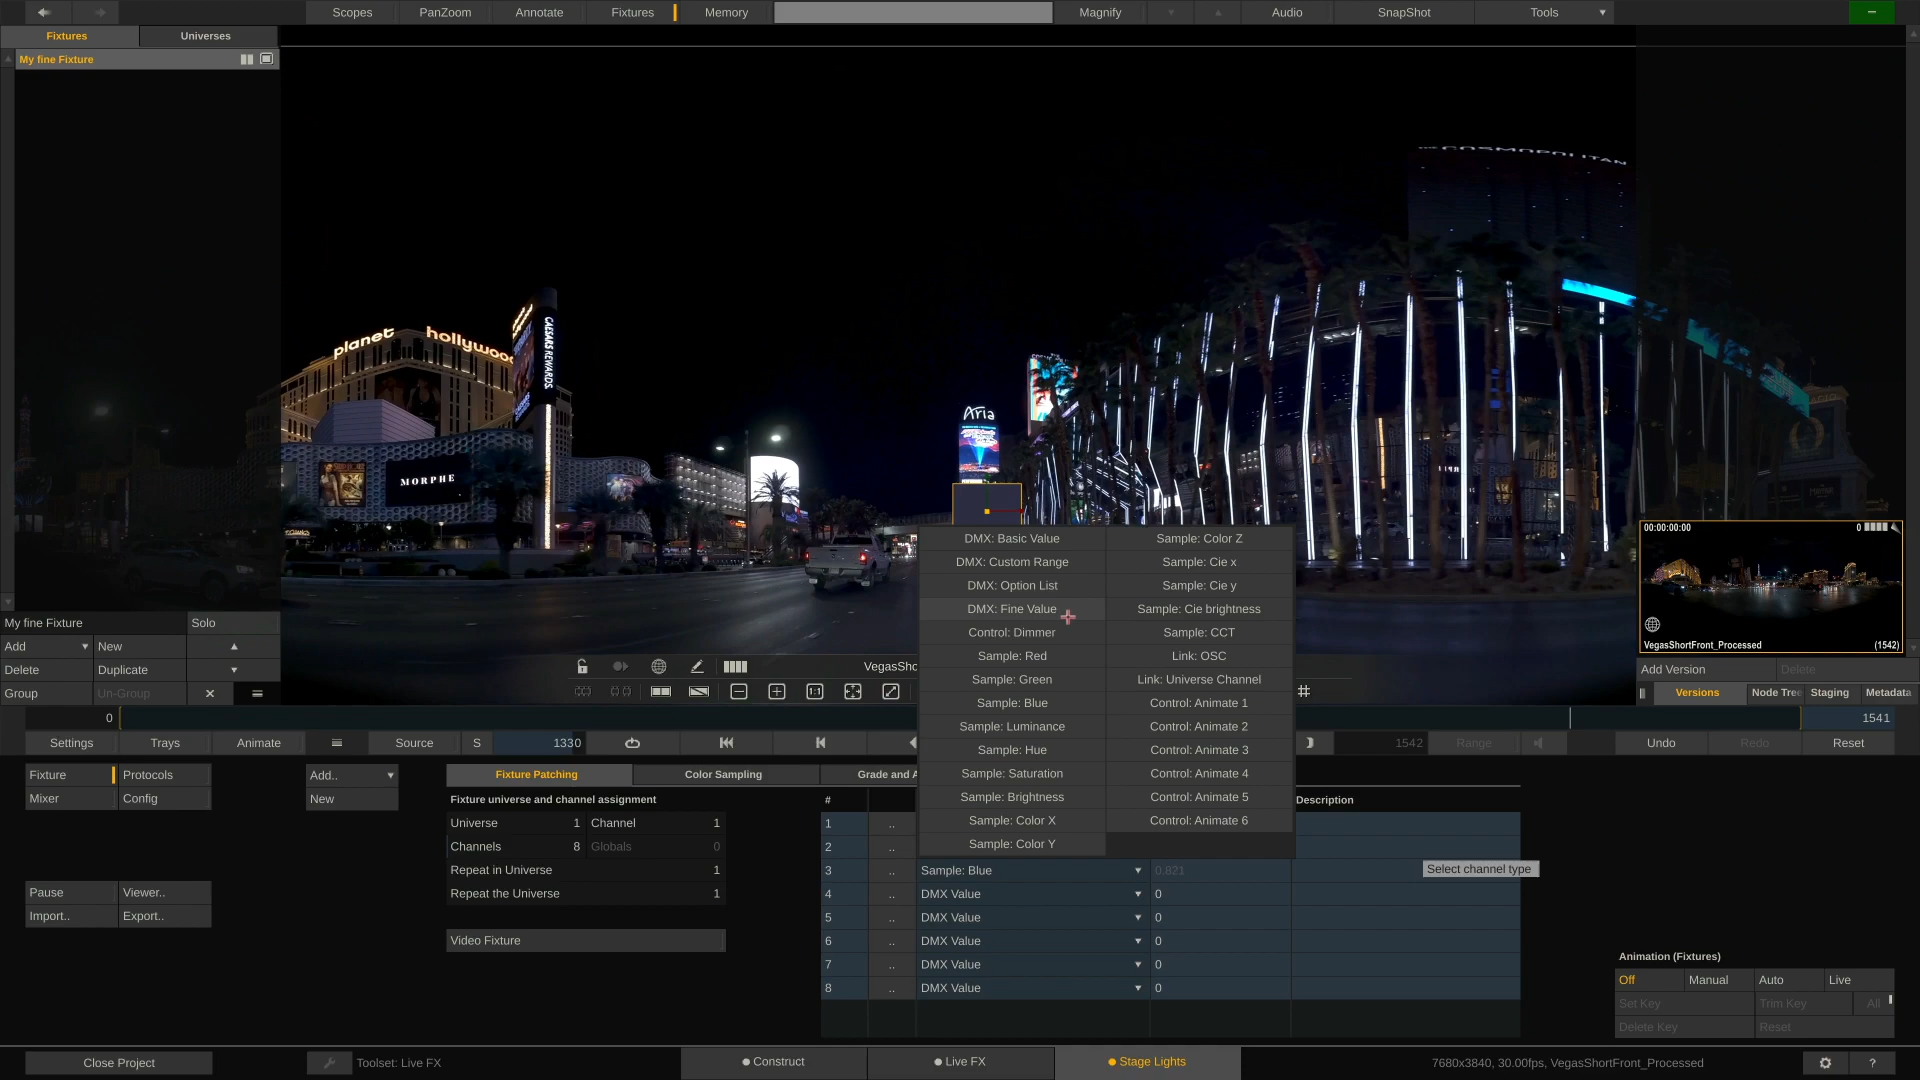 Scopes PanZoom Annotate Fixtures Memory Magnify Audio SnapShot Tools
Fixtures Universes
My fine Fixture
COSMOPOLITAN
planet hollywood
CAESARS REWARDS
Aria
MORPHE
DMX: Basic Value Sample: Color Z
DMX: Custom Range Sample: Cie x
DMX: Option List Sample: Cie y
DMX: Fine Value Sample: Cie brightness
Control: Dimmer Sample: CCT
Sample: Red Link: OSC
Sample: Green Link: Universe Channel
Sample: Blue Control: Animate 1
Sample: Luminance Control: Animate 2
Sample: Hue Control: Animate 3
Sample: Saturation Control: Animate 4
Sample: Brightness Control: Animate 5
Sample: Color X Control: Animate 6
Sample: Color Y
00:00:00:00 0
VegasShortFront_Processed (1542)
My fine Fixture Solo
Add New
Delete Duplicate
Group Un-Group
VegasSho
1:1
Add Version Delete
Versions Node Tree Staging Metadata
0 1541
Settings Trays Animate Source S 1330 1542 Range Undo Redo Reset
Fixture Protocols
Mixer Config
Add..
New
Pause Viewer..
Import.. Export..
Fixture Patching Color Sampling Grade and A
Fixture universe and channel assignment
Universe 1 Channel 1
Channels 8 Globals 0
Repeat in Universe 1
Repeat the Universe 1
Video Fixture
# Description
1 ..
2 ..
3 .. Sample: Blue 0.821
4 .. DMX Value 0
5 .. DMX Value 0
6 .. DMX Value 0
7 .. DMX Value 0
8 .. DMX Value 0
Select channel type
Animation (Fixtures)
Off Manual Auto Live
Set Key Trim Key All
Delete Key Reset
Close Project Toolset: Live FX Construct Live FX Stage Lights 7680x3840, 30.00fps, VegasShortFront_Processed ?